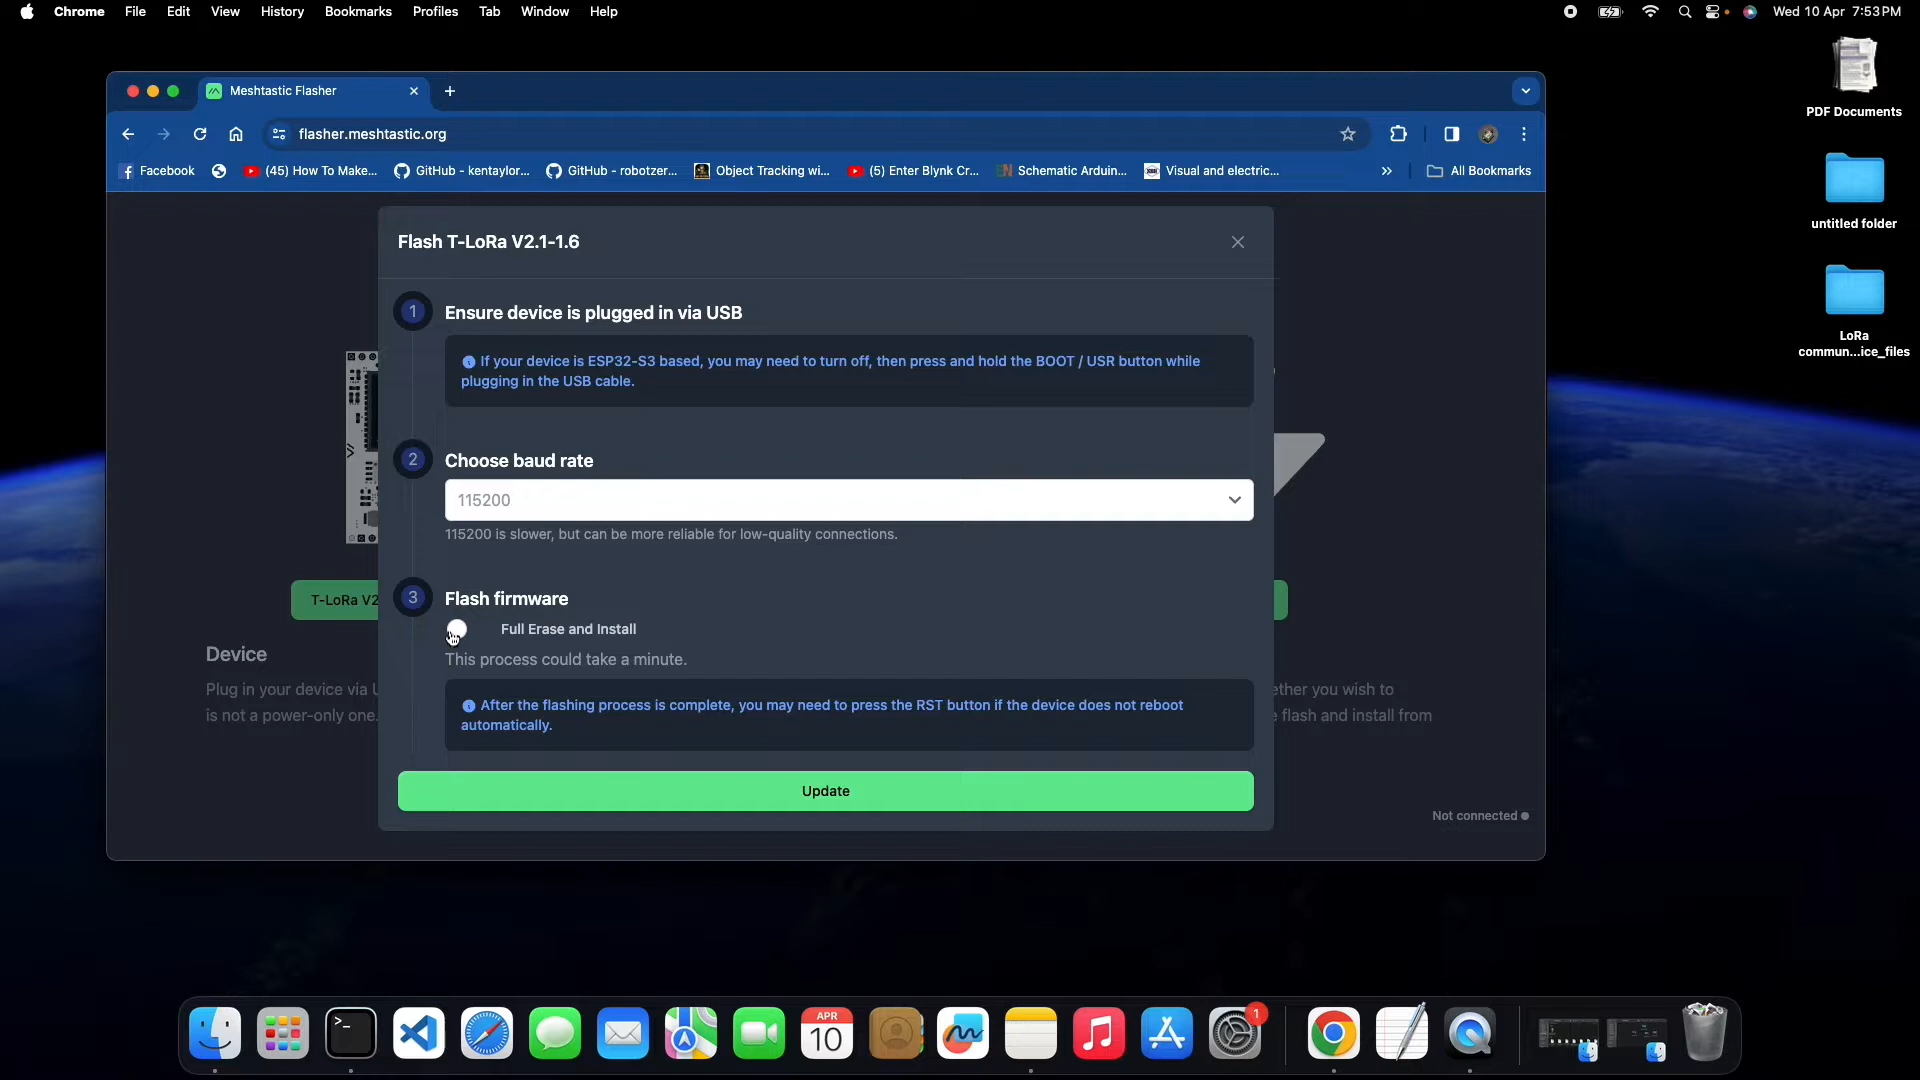 Chrome File Edit View History Bookmarks Profiles Tab Window Help
Wed 10 Apr 7:53PM
Meshtastic Flasher
flasher.meshtastic.org
Facebook
(45) How To Make...
GitHub - kentaylor...
GitHub - robotzer...
Object Tracking wi...
(5) Enter Blynk Cr...
Schematic Arduin...
Visual and electric...
»
All Bookmarks
PDF Documents
untitled folder
LoRa
commun...ice_files
Flash T-LoRa V2.1-1.6
1
Ensure device is plugged in via USB
If your device is ESP32-S3 based, you may need to turn off, then press and hold the BOOT / USR button while
plugging in the USB cable.
2
Choose baud rate
115200
115200 is slower, but can be more reliable for low-quality connections.
3
Flash firmware
Full Erase and Install
This process could take a minute.
After the flashing process is complete, you may need to press the RST button if the device does not reboot
automatically.
Update
T-LoRa V2
Device
Plug in your device via U
is not a power-only one.
ether you wish to
flash and install from
Not connected
APR
10
1